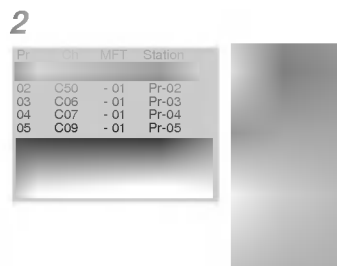 2
Pr Ch MFT Station
02 C50 - 01 Pr-02
03 C06 - 01 Pr-03
04 C07 - 01 Pr-04
05 C09 - 01 Pr-05